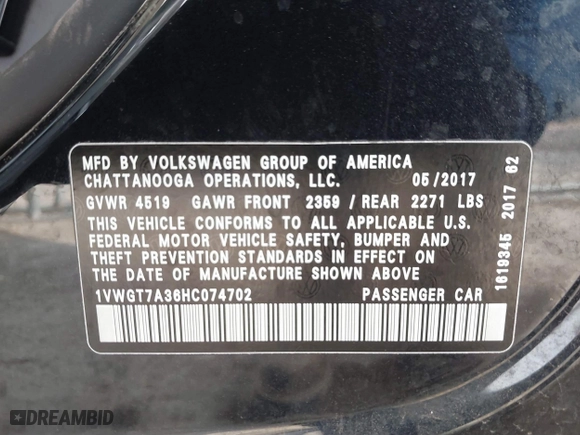 MFD BY VOLKSWAGEN GROUP OF AMERICA
CHATTANOOGA OPERATIONS, LLC. 05/2017
GVWR 4519 GAWR FRONT 2359 / REAR 2271 LBS
THIS VEHICLE CONFORMS TO ALL APPLICABLE U.S.
FEDERAL MOTOR VEHICLE SAFETY, BUMPER AND
THEFT PREVENTION STANDARDS IN EFFECT ON
THE DATE OF MANUFACTURE SHOWN ABOVE
1VWGT7A36HC074702 PASSENGER CAR
1619345 2017 62
DREAMBID